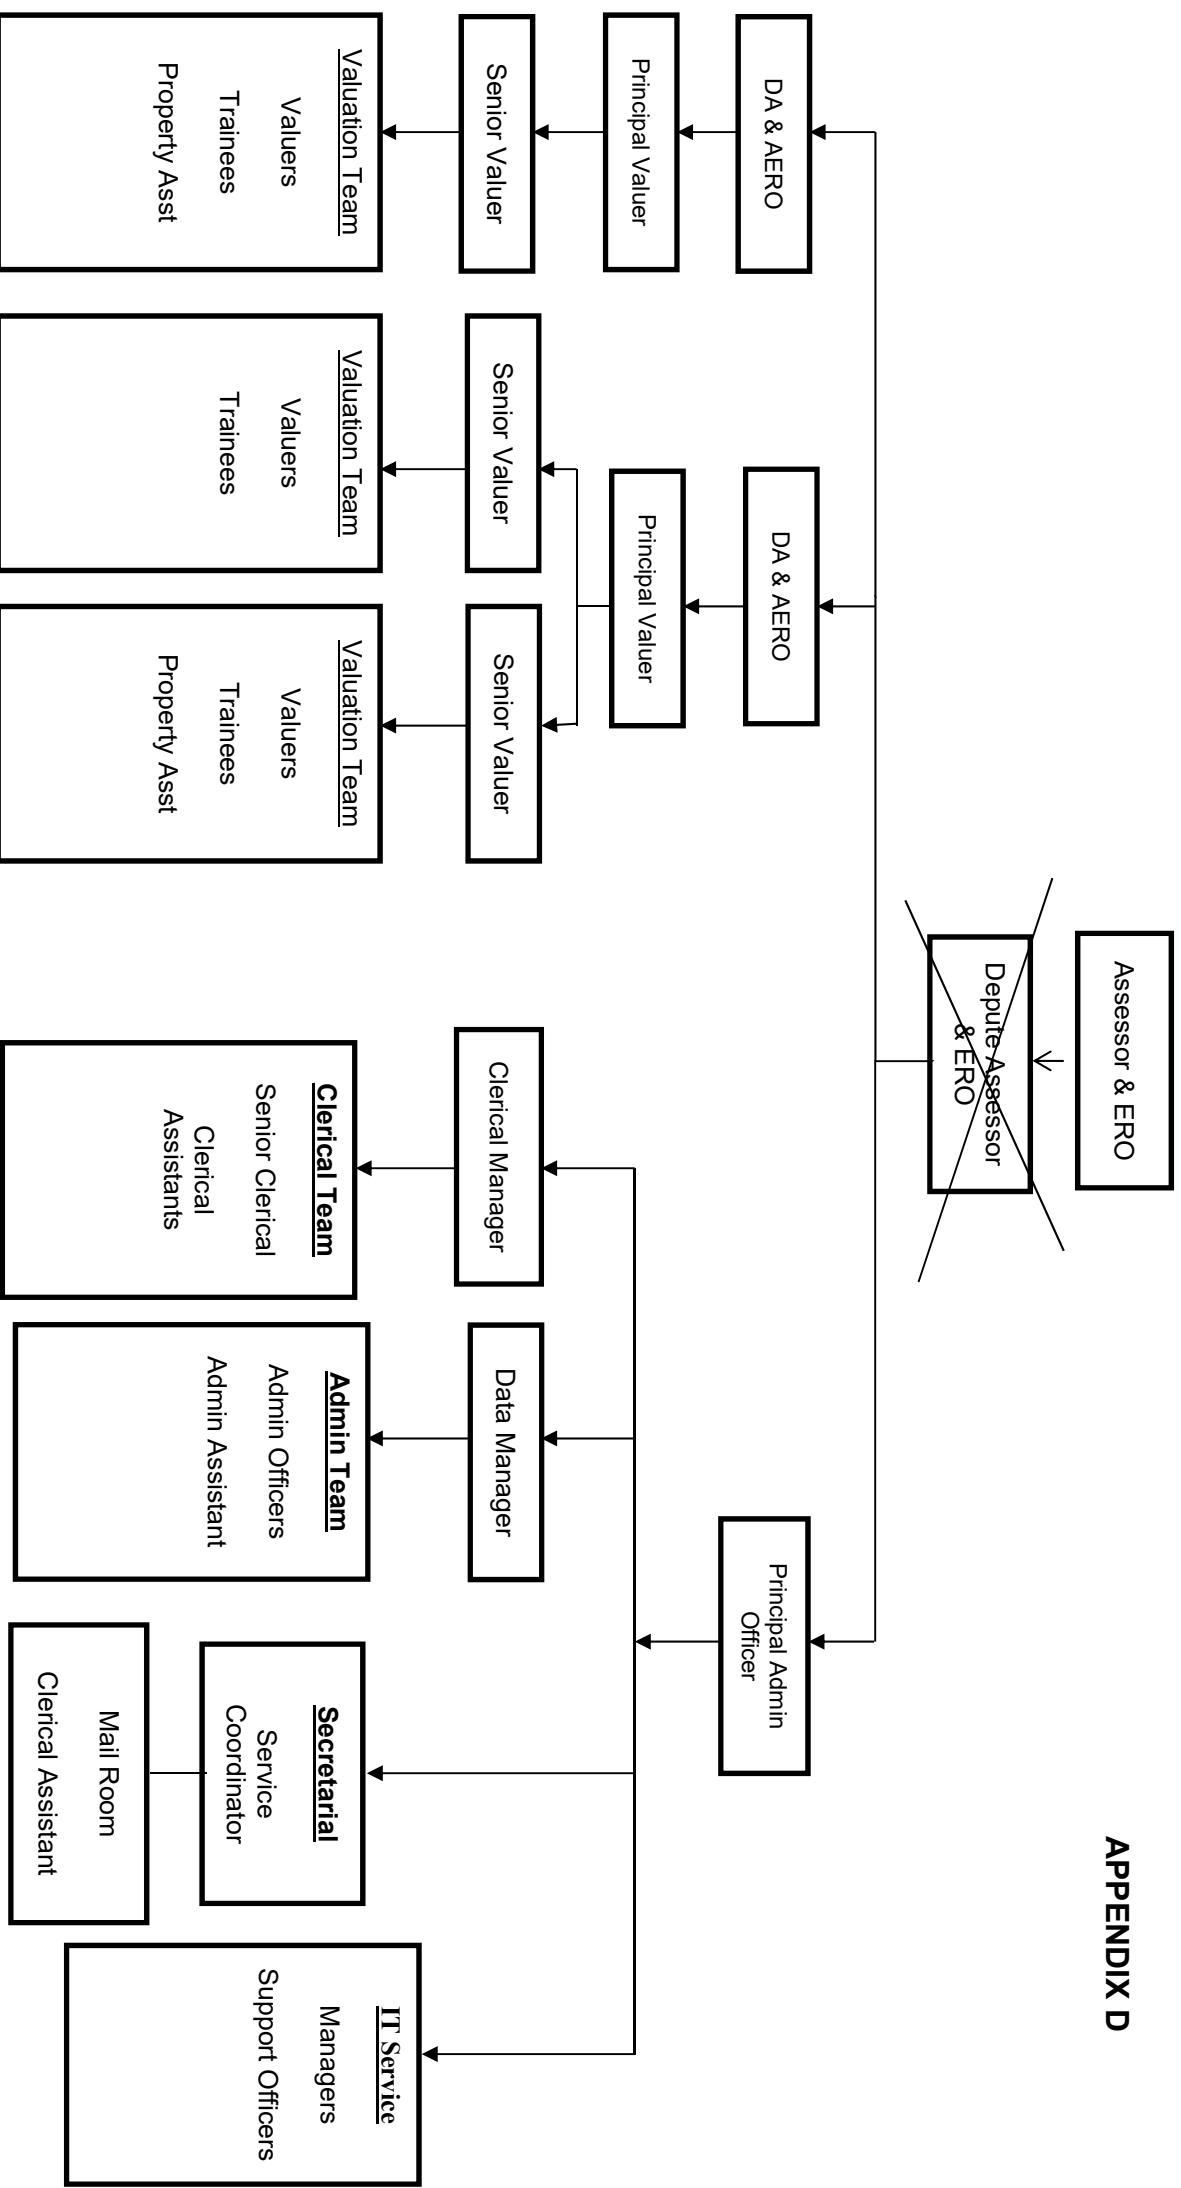 APPENDIX D
Assessor & ERO
Depute Assessor
& ERO
DA & AERO
DA & AERO
Principal Admin
Officer
Principal Valuer
Principal Valuer
Senior Valuer
Senior Valuer
Senior Valuer
Clerical Manager
Data Manager
Valuation Team
Valuers
Trainees
Property Asst
Valuation Team
Valuers
Trainees
Valuation Team
Valuers
Trainees
Property Asst
Clerical Team
Senior Clerical
Clerical
Assistants
Admin Team
Admin Officers
Admin Assistant
Secretarial
Service
Coordinator
Mail Room
Clerical Assistant
IT Service
Managers
Support Officers